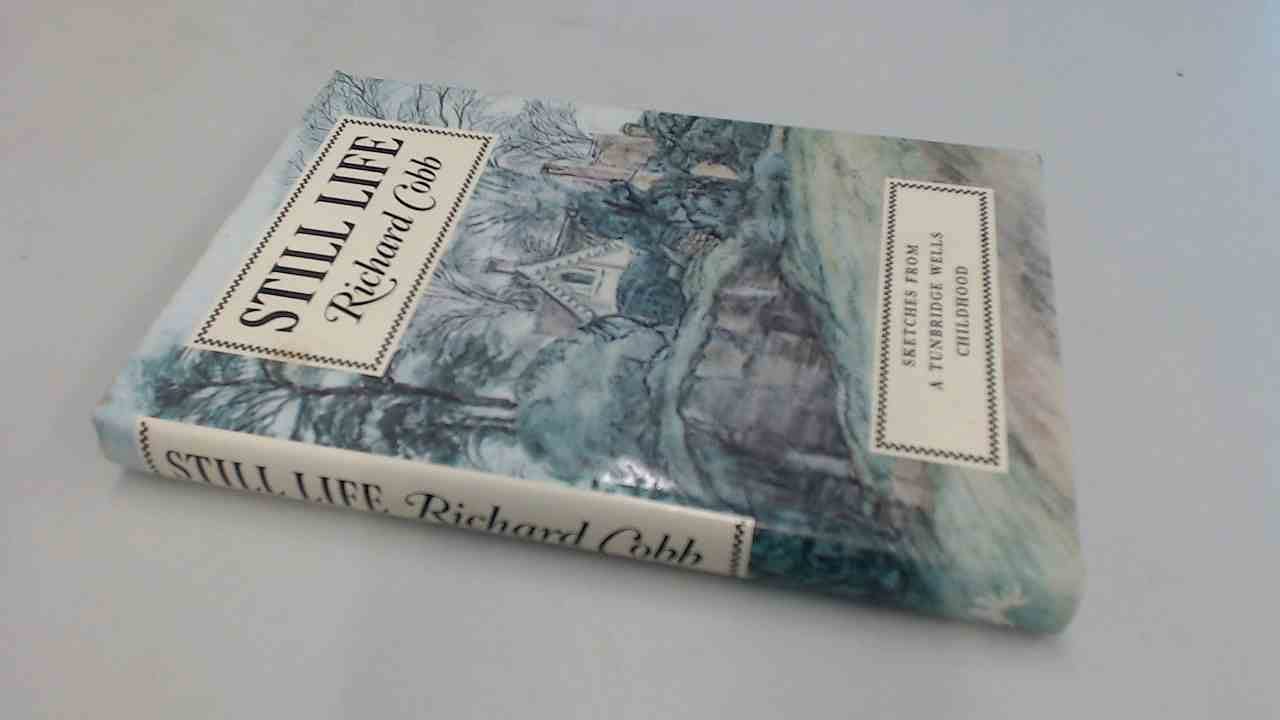 STILL LIFE
Richard Cobb
SKETCHES FROM
A TUNBRIDGE WELLS
CHILDHOOD
STILL LIFE Richard Cobb